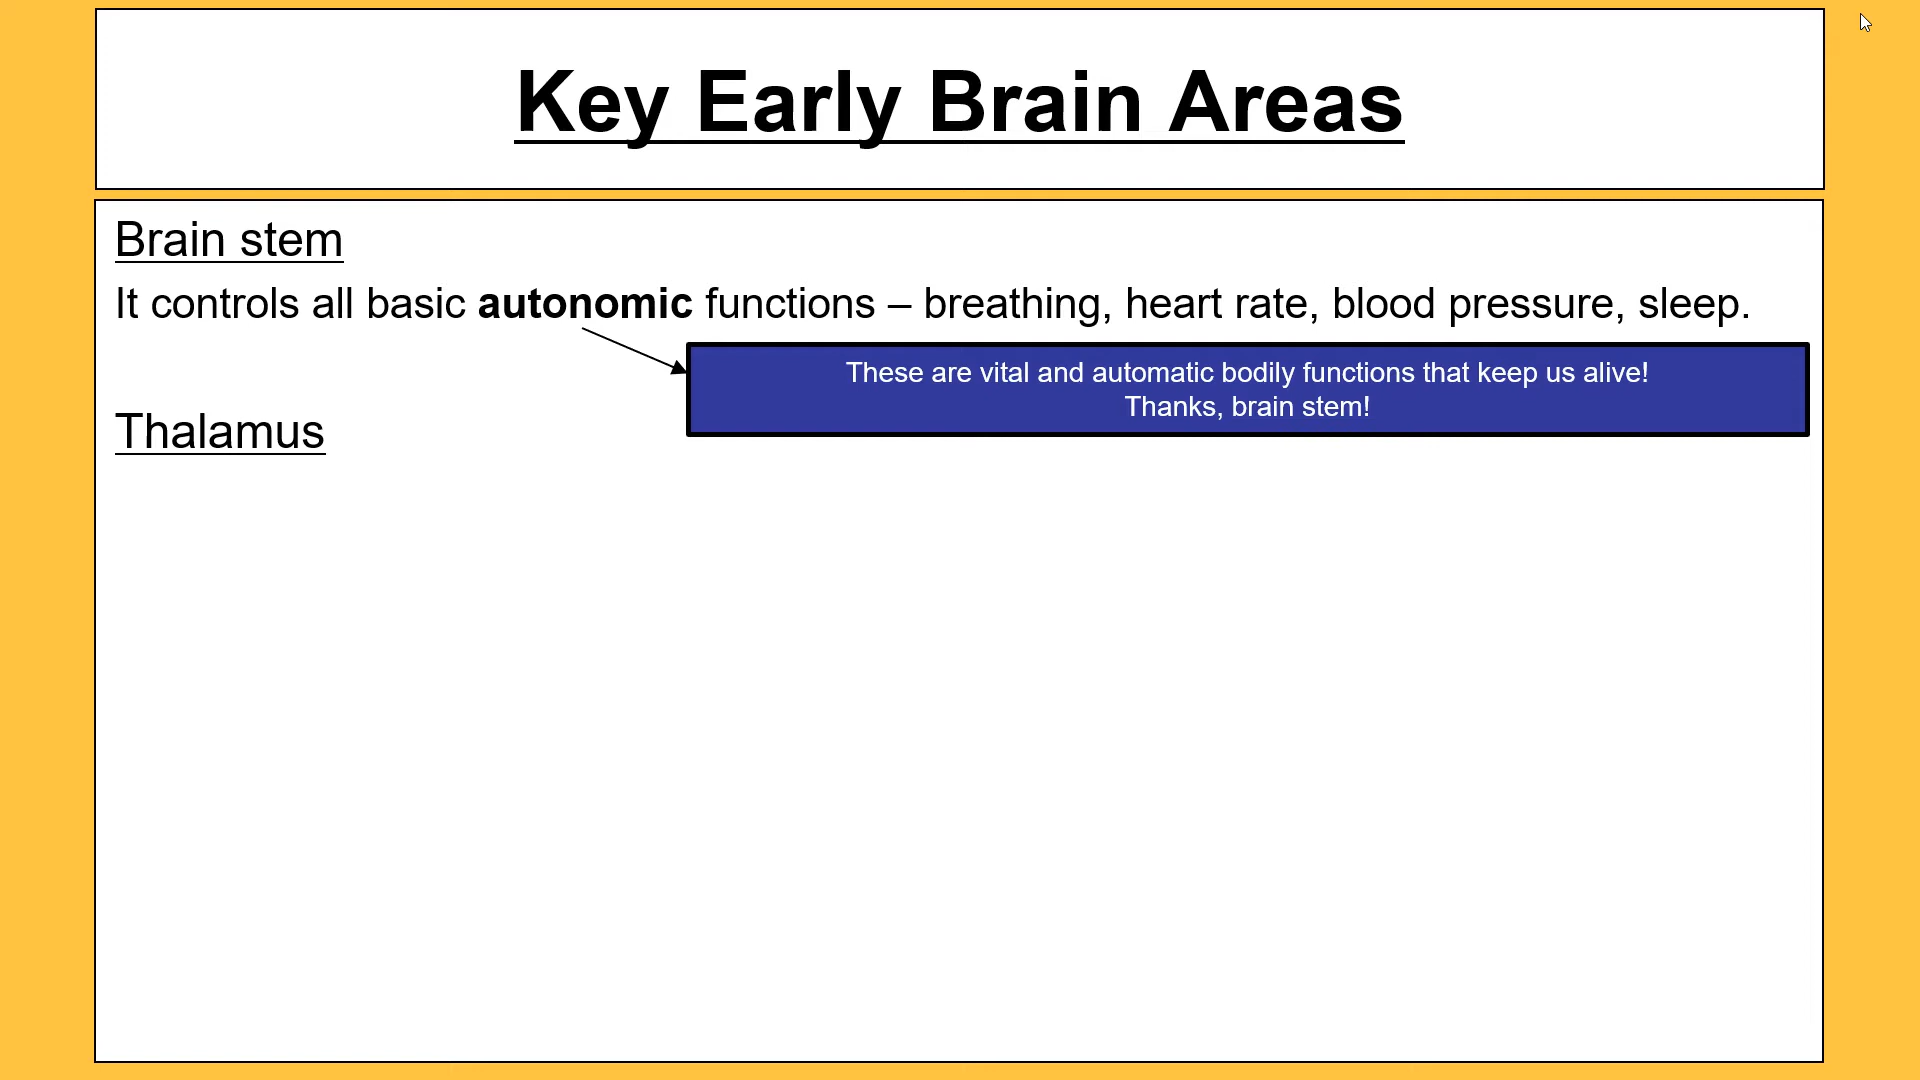 Key Early Brain Areas
Brain stem
It controls all basic autonomic functions – breathing, heart rate, blood pressure, sleep.
These are vital and automatic bodily functions that keep us alive!
Thanks, brain stem!
Thalamus